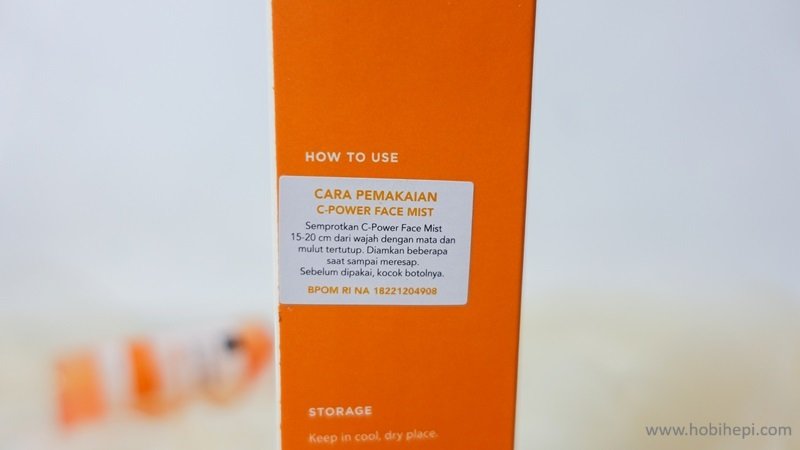 HOW TO USE
CARA PEMAKAIAN
C-POWER FACE MIST
Semprotkan C-Power Face Mist
15-20 cm dari wajah dengan mata dan
mulut tertutup. Diamkan beberapa
saat sampai meresap.
Sebelum dipakai, kocok botolnya.
BPOM RI NA 18221204908
STORAGE
Keep in cool, dry place.
www.hobihepi.com